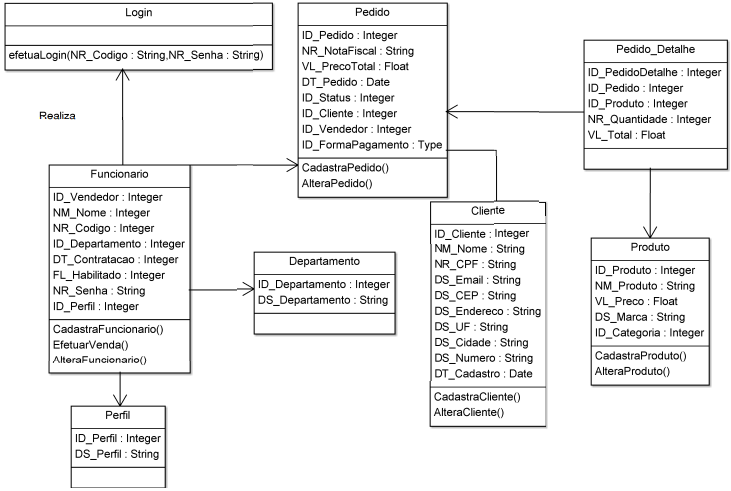 Login
efetuaLogin(NR_Codigo : String,NR_Senha : String)
Realiza
Pedido
ID_Pedido : Integer
NR_NotaFiscal : String
VL_PrecoTotal : Float
DT_Pedido : Date
ID_Status : Integer
ID_Cliente : Integer
ID_Vendedor : Integer
ID_FormaPagamento : Type
CadastraPedido()
AlteraPedido()
Pedido_Detalhe
ID_PedidoDetalhe : Integer
ID_Pedido : Integer
ID_Produto : Integer
NR_Quantidade : Integer
VL_Total : Float
Funcionario
ID_Vendedor : Integer
NM_Nome : Integer
NR_Codigo : Integer
ID_Departamento : Integer
DT_Contratacao : Integer
FL_Habilitado : Integer
NR_Senha : String
ID_Perfil : Integer
CadastraFuncionario()
EfetuarVenda()
AlteraFuncionario()
Departamento
ID_Departamento : Integer
DS_Departamento : String
Cliente
ID_Cliente : Integer
NM_Nome : String
NR_CPF : String
DS_Email : String
DS_CEP : String
DS_Endereco : String
DS_UF : String
DS_Cidade : String
DS_Numero : String
DT_Cadastro : Date
CadastraCliente()
AlteraCliente()
Produto
ID_Produto : Integer
NM_Produto : String
VL_Preco : Float
DS_Marca : String
ID_Categoria : Integer
CadastraProduto()
AlteraProduto()
Perfil
ID_Perfil : Integer
DS_Perfil : String